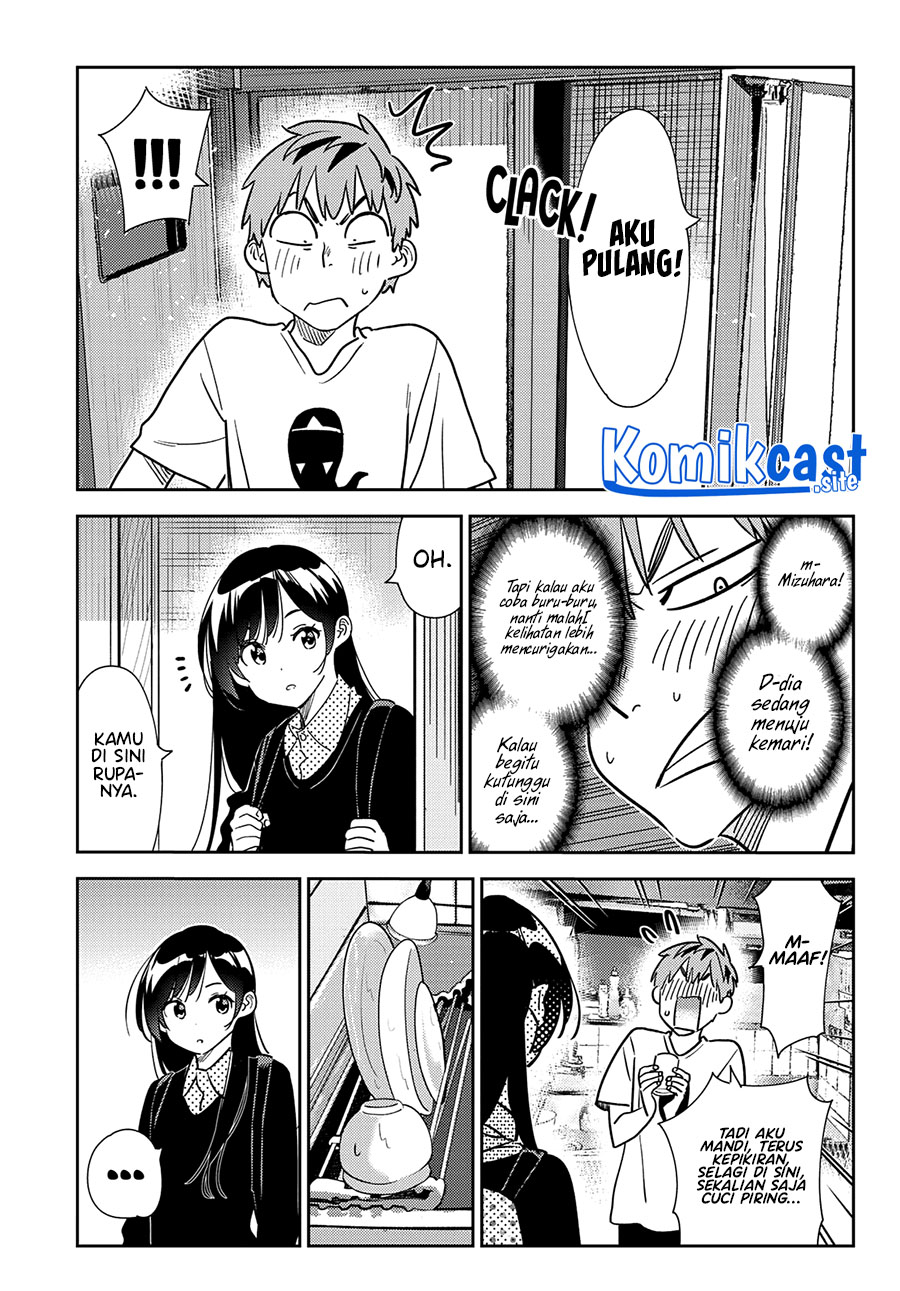 !!!
CLACK!
AKU
PULANG!
Komikcast
.site
m-
Mizuhara!
D-dia
sedang
menuju
kemari!
Tapi kalau aku
coba buru-buru,
nanti malahI
kelihatan lebih
mencurigakan...
Kalau
begitu
kutunggu
di sini
saja...
OH.
KAMU
DI SINI
RUPA-
NYA.
M-
MAAF!
TADI AKU
MANDI, TERUS
KEPIKIRAN,
SELAGI DI SINI,
SEKALIAN SAJA
CUCI PIRING...
...